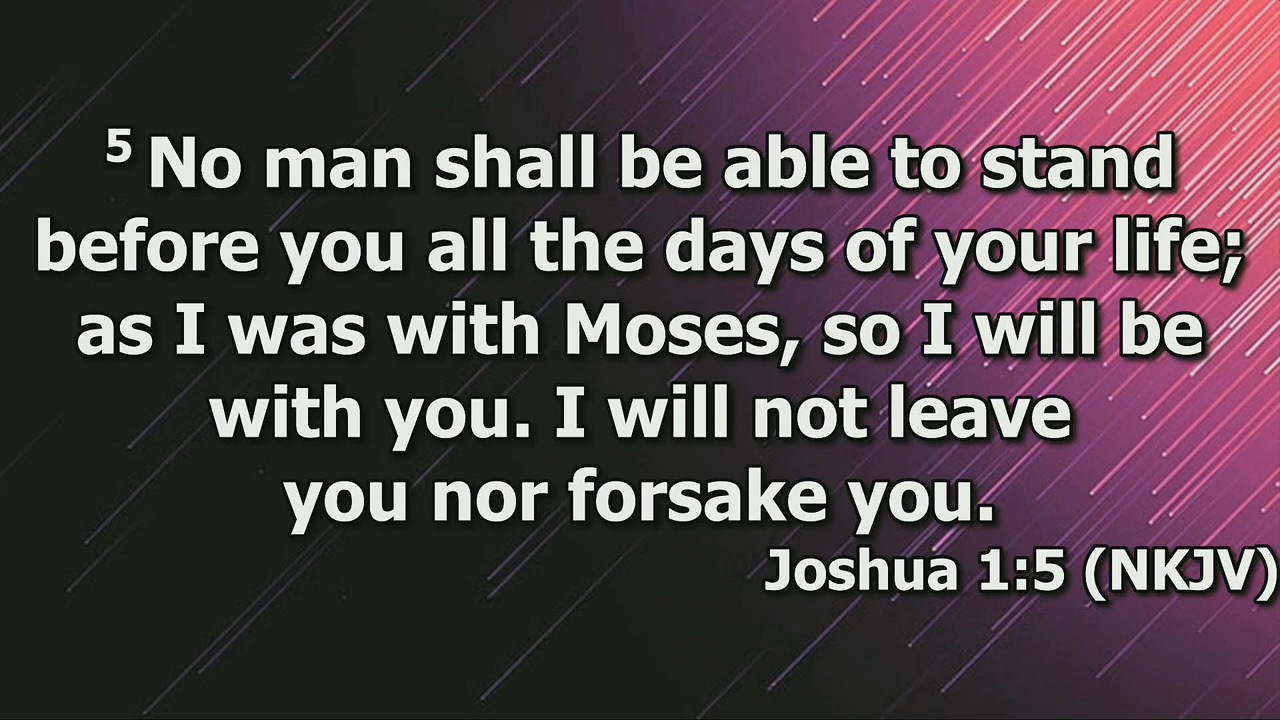 5 No man shall be able to stand
before you all the days of your life;
as I was with Moses, so I will be
with you. I will not leave
you nor forsake you.
Joshua 1:5 (NKJV)